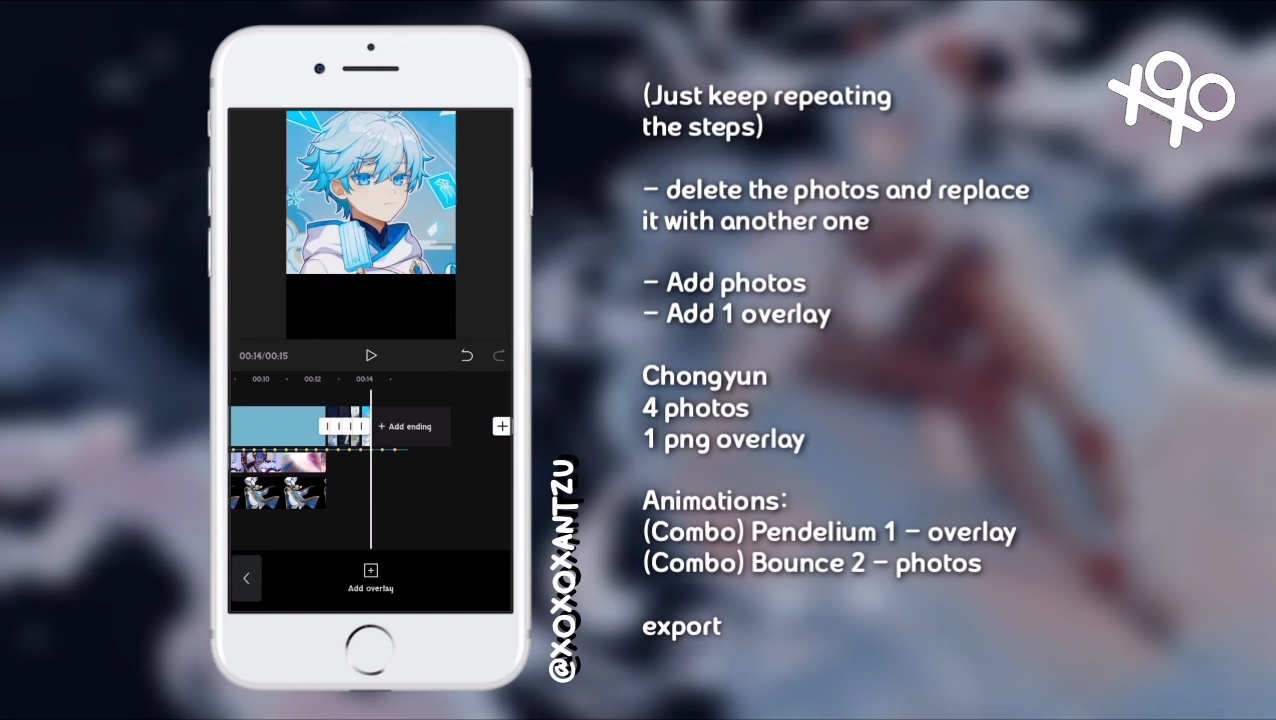 (Just keep repeating
the steps)
- delete the photos and replace
it with another one
- Add photos
- Add 1 overlay
Chongyun
4 photos
1 png overlay
Animations:
(Combo) Pendelium 1 - overlay
(Combo) Bounce 2 - photos
export
00:14/00:15
00:10
00:12
00:14
+ Add ending
Add overlay
@XOXOXANTZU